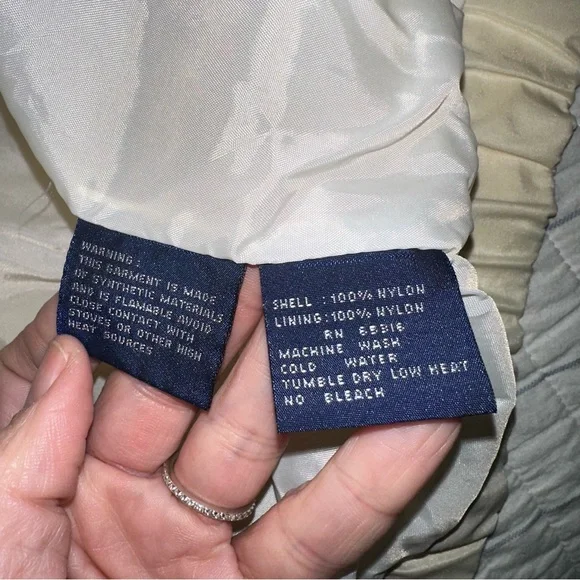 WARNING:
THIS GARMENT IS MADE
OF SYNTHETIC MATERIALS
AND IS FLAMABLE AVOID
CLOSE CONTACT WITH
STOVES OR OTHER HIGH
HEAT SOURCES
SHELL : 100% NYLON
LINING: 100% NYLON
RN 65316
MACHINE WASH
COLD WATER
TUMBLE DRY LOW HEAT
NO BLEACH